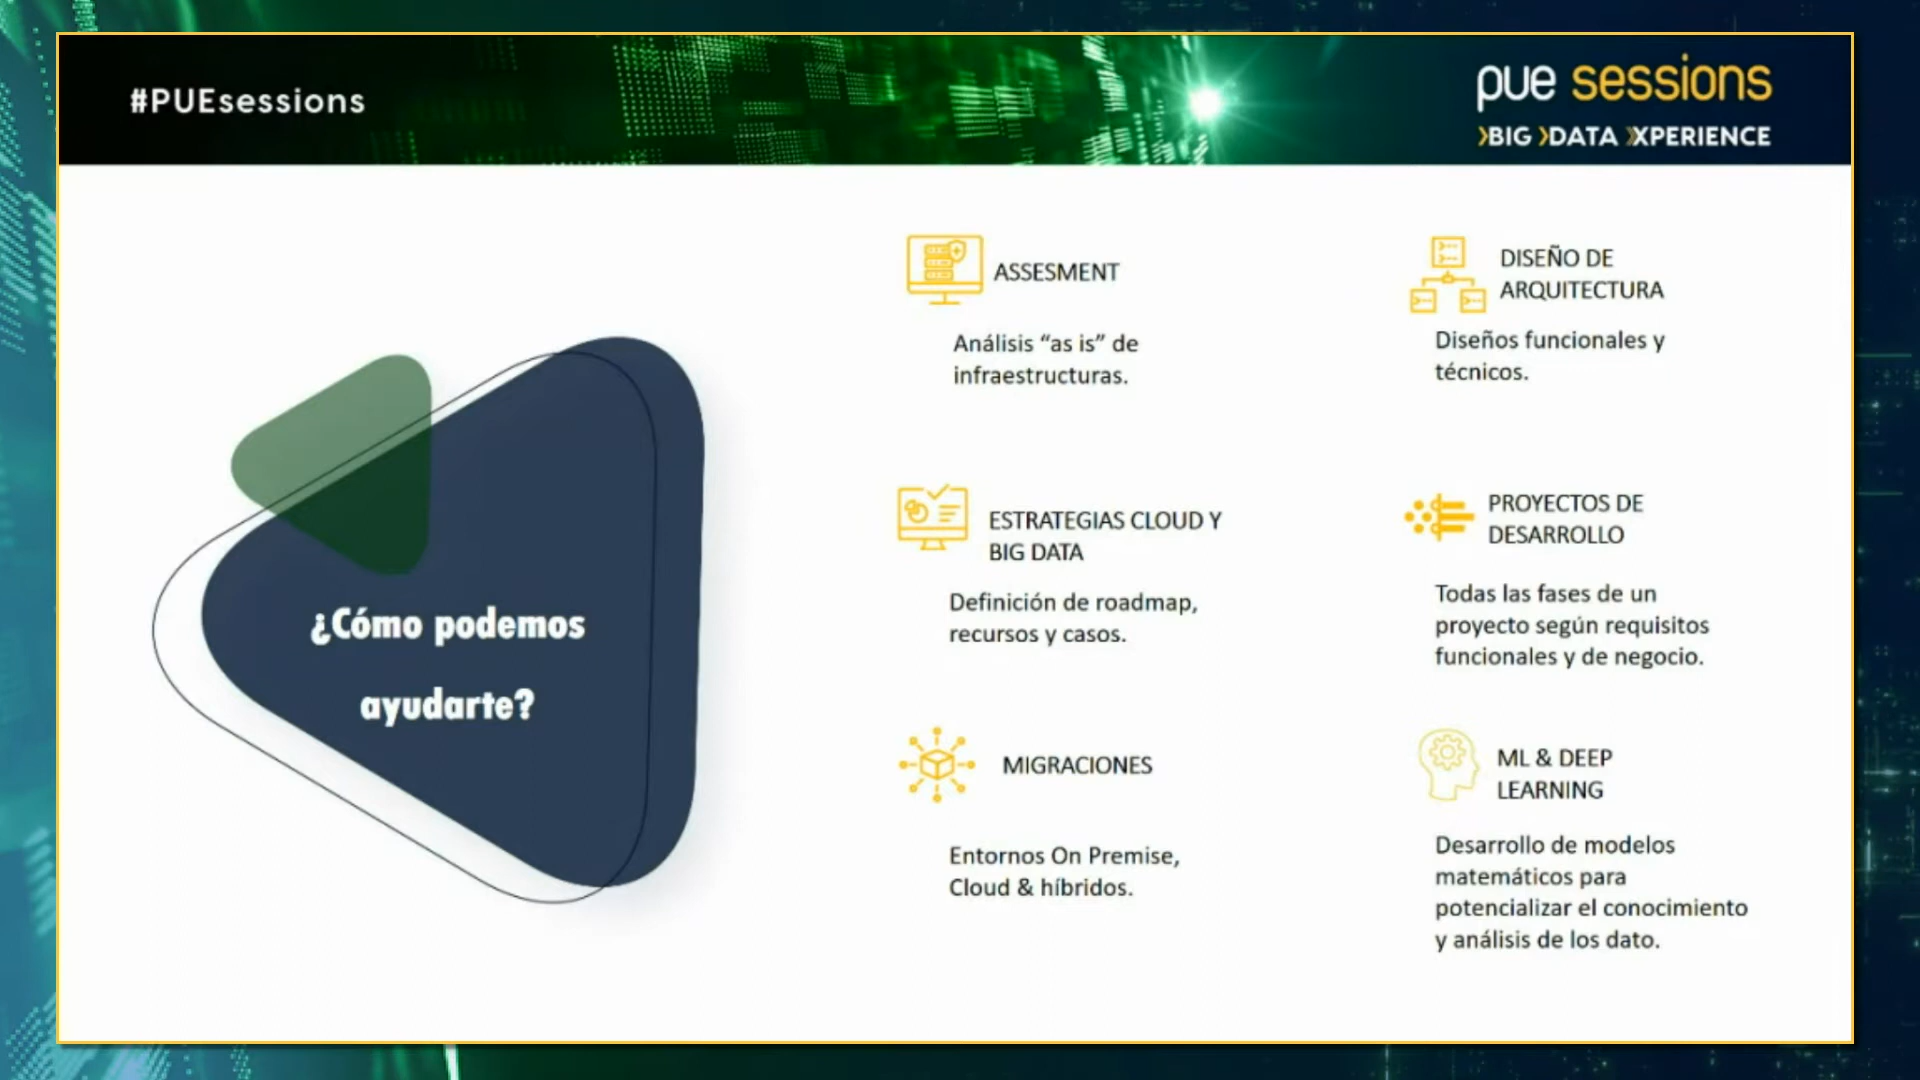 #PUEsessions
pue sessions
BIG DATA XPERIENCE
¿Cómo podemos
ayudarte?
ASSESMENT
Análisis “as is” de
infraestructuras.
DISEÑO DE
ARQUITECTURA
Diseños funcionales y
técnicos.
ESTRATEGIAS CLOUD Y
BIG DATA
Definición de roadmap,
recursos y casos.
PROYECTOS DE
DESARROLLO
Todas las fases de un
proyecto según requisitos
funcionales y de negocio.
MIGRACIONES
Entornos On Premise,
Cloud & híbridos.
ML & DEEP
LEARNING
Desarrollo de modelos
matemáticos para
potencializar el conocimiento
y análisis de los dato.